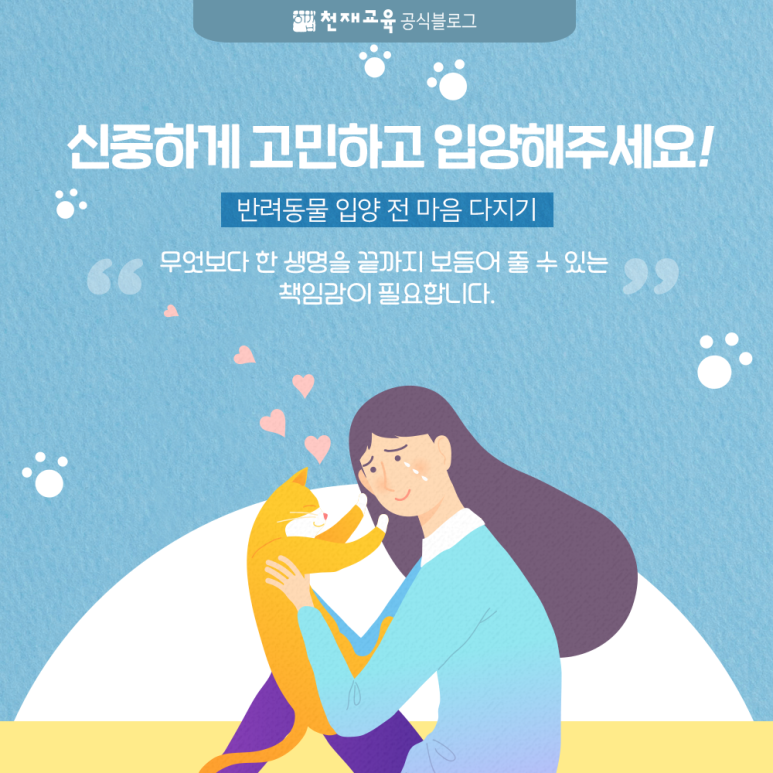 천재교육 공식블로그
신중하게 고민하고 입양해주세요!
반려동물 입양 전 마음 다지기
“ 무엇보다 한 생명을 끝까지 보듬어 줄 수 있는 ”
책임감이 필요합니다.